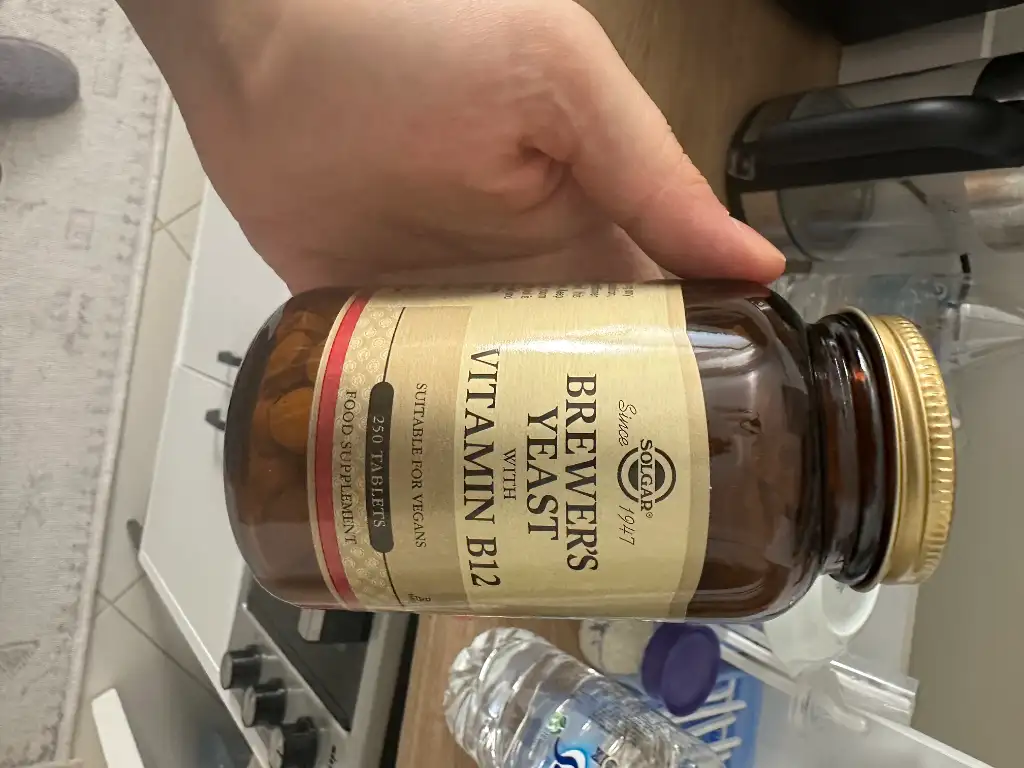 SOLGAR®
Since 1947
BREWER'S
YEAST
WITH
VITAMIN B12
SUITABLE FOR VEGANS
250 TABLETS
FOOD SUPPLEMENT